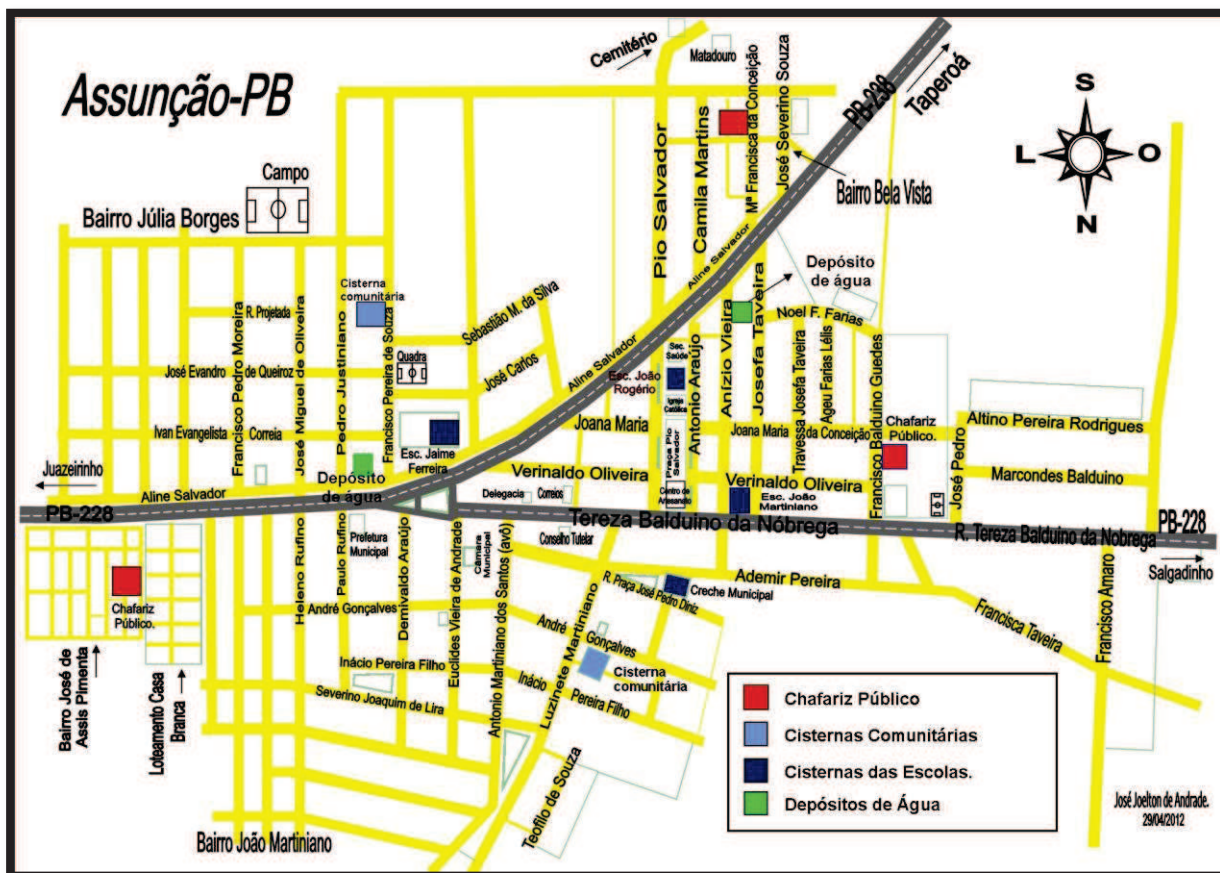 Assunção-PB
Cemitério
Matadouro
Mª Francisca da Conceição
José Severino Souza
PB-238
Taperoá
S
L
O
N
Pio Salvador
Camila Martins
Bairro Bela Vista
Campo
Bairro Júlia Borges
Aline Salvador
Depósito
de água
Cisterna
comunitária
R. Projetada
Francisco Pedro Moreira
José Miguel de Oliveira
Pedro Justiniano
Francisco Pereira de Souza
Sebastião M. da Silva
Quadra
José Carlos
José Evandro de Queiroz
Aline Salvador
Sec.
Saúde
Esc. João
Rogério
Igreja
Católica
Antonio Araújo
Anízio Vieira
Josefa Taveira
Noel F. Farias
Travessa Josefa Taveira
Ageu Farias Lélis
Francisco Balduino Guedes
Ivan Evangelista Correia
Esc. Jaime
Ferreira
Joana Maria
Praça Pio
Salvador
Joana Maria da Conceição
Chafariz
Público.
José Pedro
Altino Pereira Rodrigues
Juazeirinho
Aline Salvador
Depósito
de água
Verinaldo Oliveira
Verinaldo Oliveira
Marcondes Balduino
Delegacia
Correios
Centro de
Artesanato
Esc. João
Martiniano
PB-228
Tereza Balduino da Nóbrega
R. Tereza Balduino da Nobrega
PB-228
Salgadinho
Prefeitura
Municipal
Conselho Tutelar
Câmara
Municipal
Heleno Rufino
Paulo Rufino
Demivaldo Araújo
Euclides Vieira de Andrade
Antonio Martiniano dos Santos (avô)
Luzinete Martiniano
R. Praça José Pedro Diniz
Creche Municipal
Ademir Pereira
Francisca Taveira
Francisco Amaro
Chafariz
Público.
André Gonçalves
André Gonçalves
Inácio Pereira Filho
Inácio Pereira Filho
Cisterna
comunitária
Severino Joaquim de Lira
Bairro José de
Assis Pimenta
Loteamento Casa
Branca
Teofilo de Souza
Bairro João Martiniano
Chafariz Público
Cisternas Comunitárias
Cisternas das Escolas.
Depósitos de Água
José Joelton de Andrade.
29/04/2012